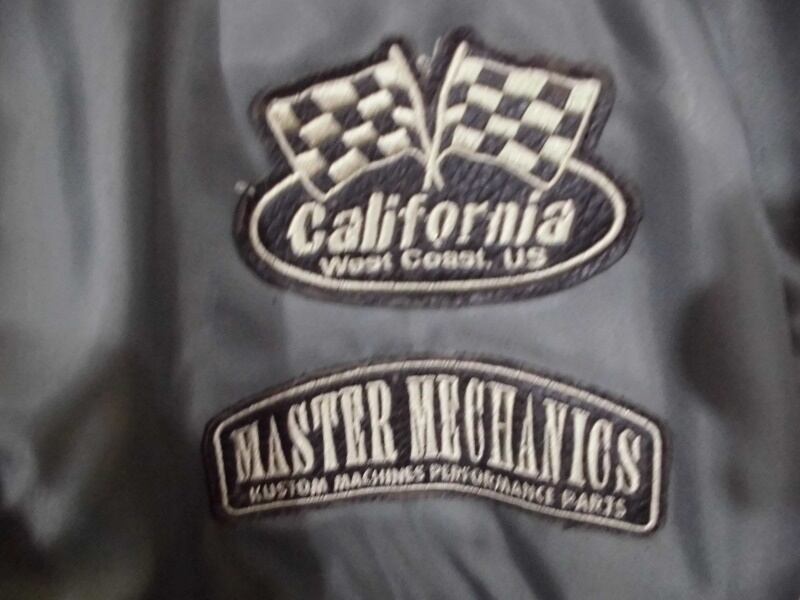 California
West Coast, US
MASTER MECHANICS
KUSTOM MACHINES PERFORMANCE PARTS